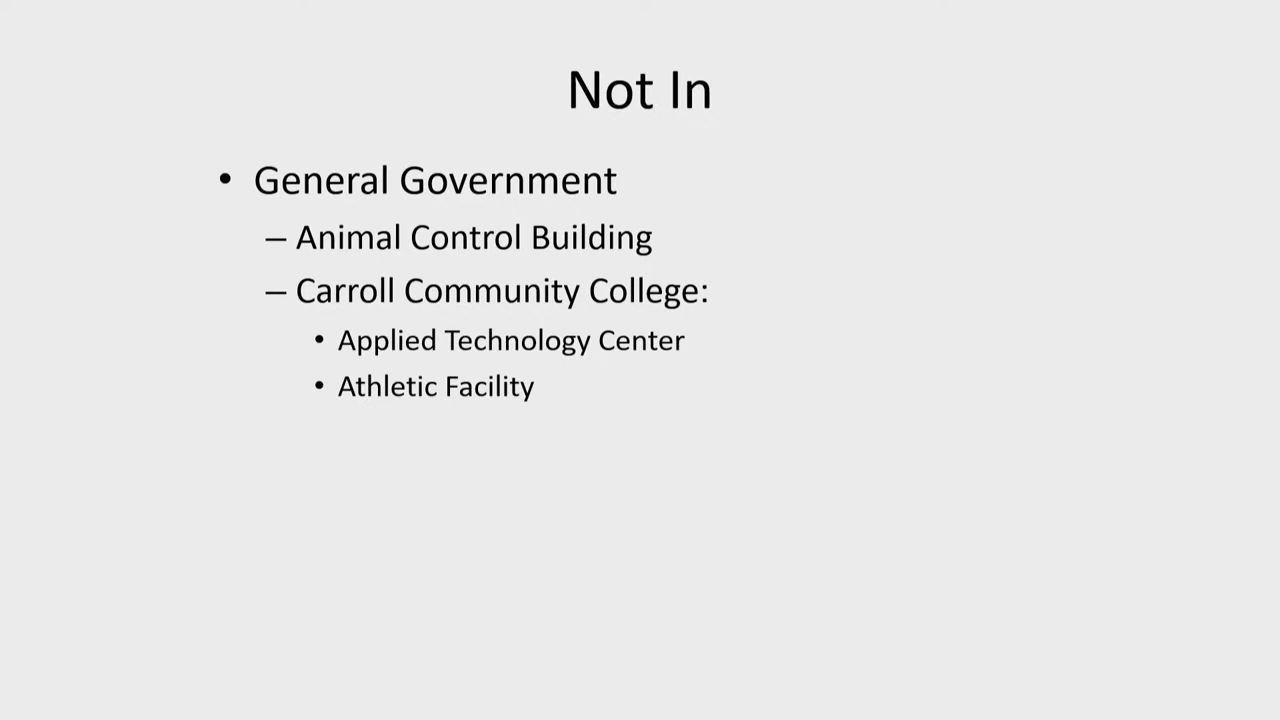 Not In
• General Government
– Animal Control Building
– Carroll Community College:
• Applied Technology Center
• Athletic Facility